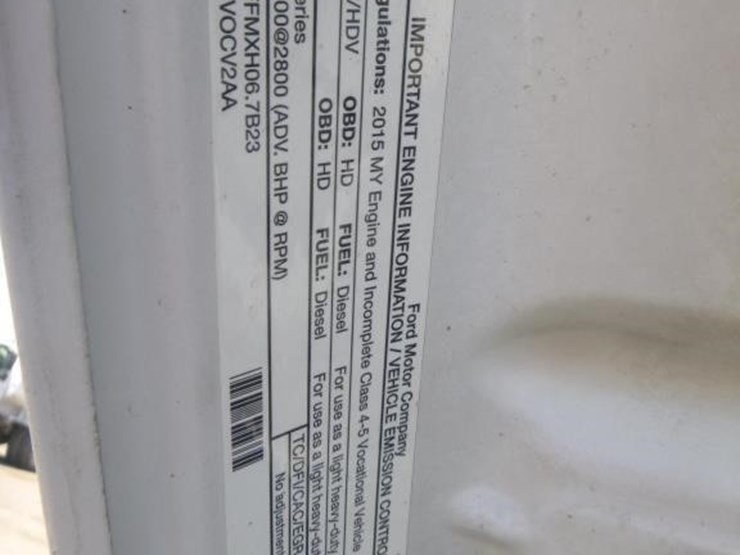 Ford Motor Company
IMPORTANT ENGINE INFORMATION / VEHICLE EMISSION CONTRO
gulations: 2015 MY Engine and Incomplete Class 4-5 Vocational Vehicle
/HDV OBD: HD FUEL: Diesel For use as a light heavy-duty
OBD: HD FUEL: Diesel For use as a light heavy-dut
eries
00@2800 (ADV. BHP @ RPM) TC/DFI/CAC/EGR
FMXH06.7B23 No adjustment
VOCV2AA